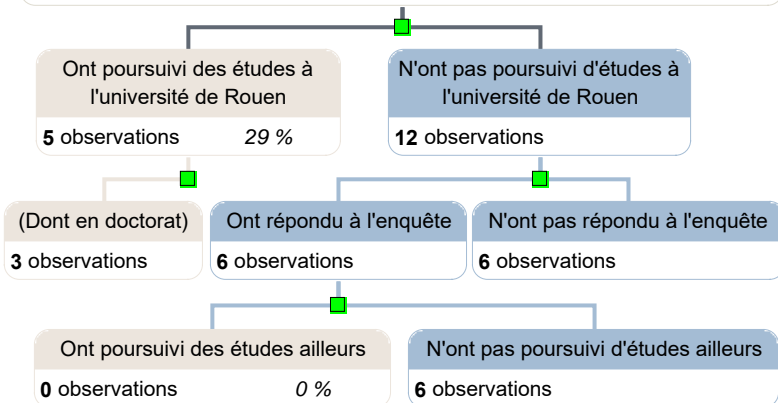 Ont poursuivi des études à
l'université de Rouen
5 observations 29 %
N'ont pas poursuivi d'études à
l'université de Rouen
12 observations
(Dont en doctorat)
3 observations
Ont répondu à l'enquête
6 observations
N'ont pas répondu à l'enquête
6 observations
Ont poursuivi des études ailleurs
0 observations 0 %
N'ont pas poursuivi d'études ailleurs
6 observations